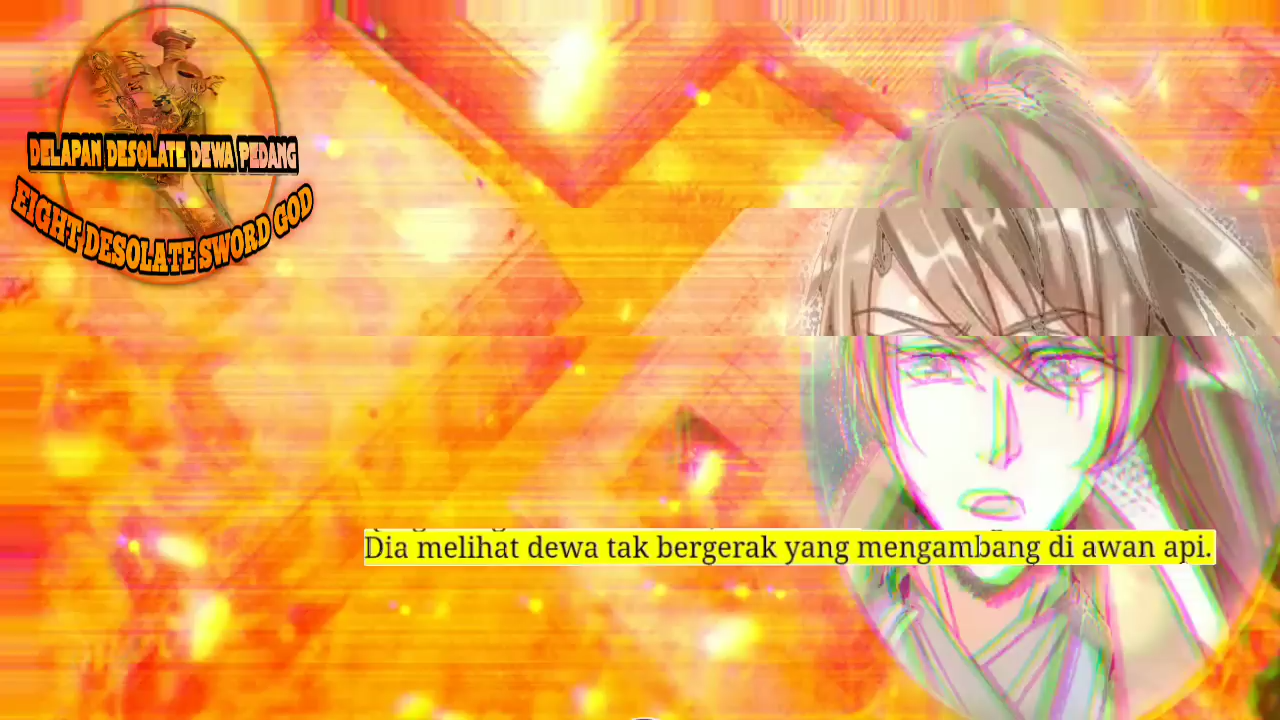 DELAPAN DESOLATE DEWA PEDANG
EIGHT DESOLATE SWORD GOD
Dia melihat dewa tak bergerak yang mengambang di awan api.